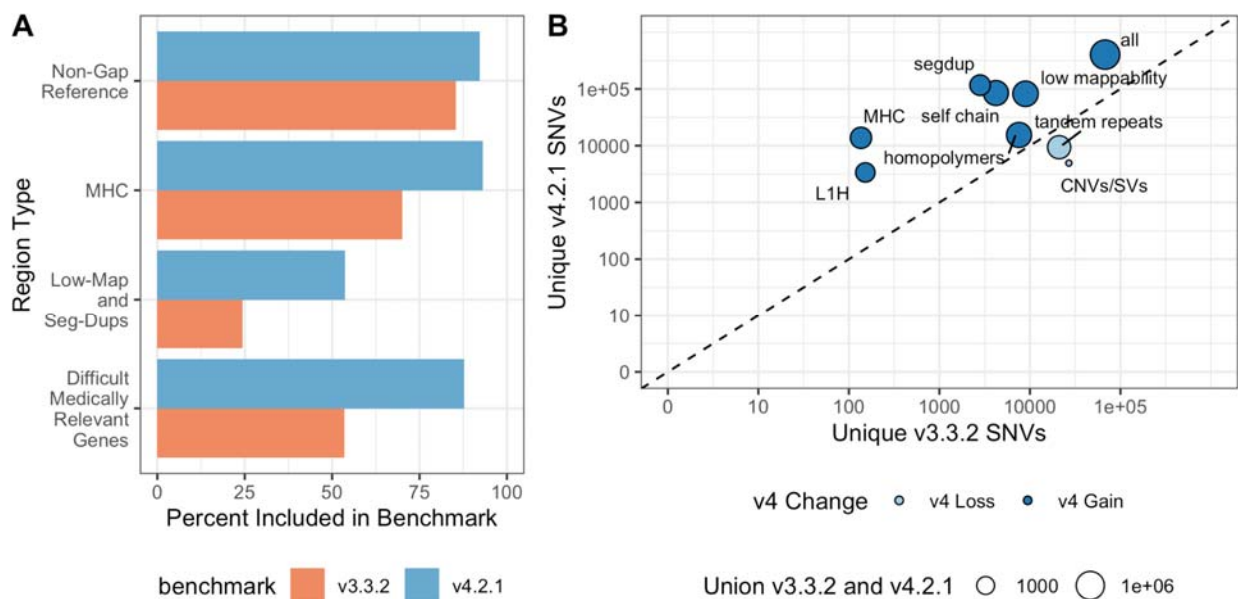 A
Region Type
Non-Gap
Reference
MHC
Low-Map
and
Seg-Dups
Difficult
Medically
Relevant
Genes
0
25
50
75
100
Percent Included in Benchmark
benchmark
v3.3.2
v4.2.1
B
Unique v4.2.1 SNVs
1e+05
10000
1000
100
10
0
all
segdup
low mappability
MHC
self chain
tandem repeats
homopolymers
L1H
CNVs/SVs
0
10
100
1000
10000
1e+05
Unique v3.3.2 SNVs
v4 Change
v4 Loss
v4 Gain
Union v3.3.2 and v4.2.1
1000
1e+06